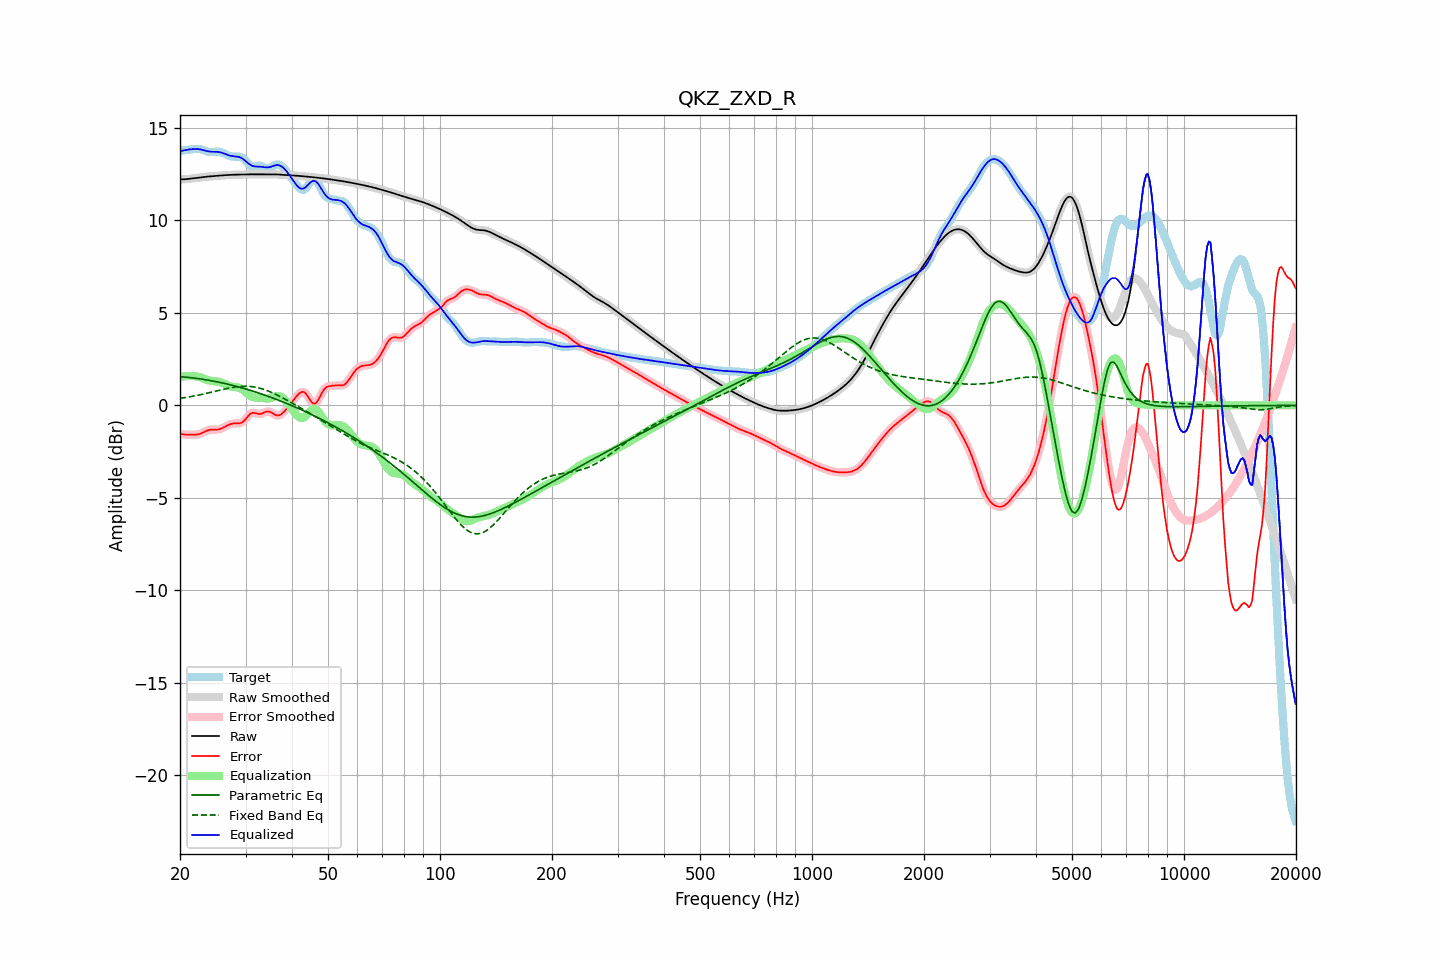 QKZ_ZXD_R
Amplitude (dBr)
15
10
5
0
−5
−10
−15
−20
Target
Raw Smoothed
Error Smoothed
Raw
Error
Equalization
Parametric Eq
Fixed Band Eq
Equalized
20 50 100 200 500 1000 2000 5000 10000 20000
Frequency (Hz)